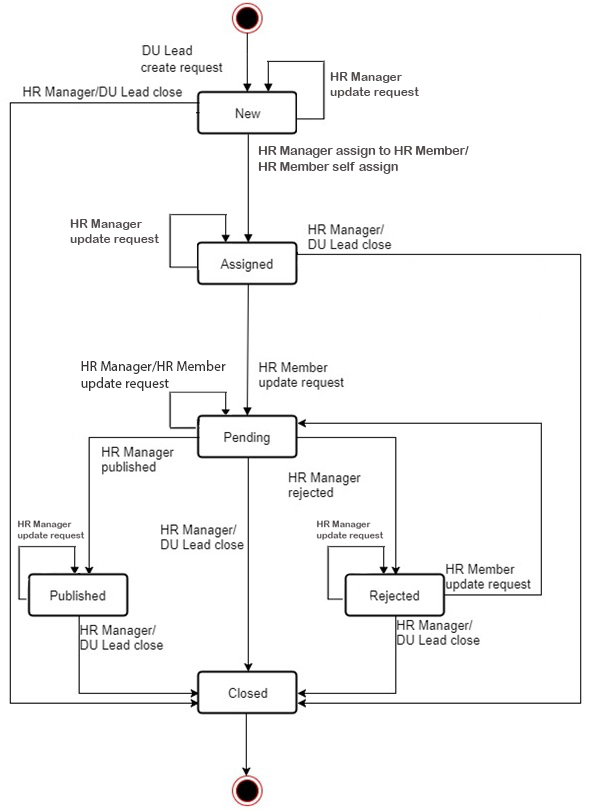 DU Lead
create request
HR Manager
update request
HR Manager/DU Lead close
New
HR Manager assign to HR Member/
HR Member self assign
HR Manager
update request
HR Manager/
DU Lead close
Assigned
HR Manager/HR Member
update request
HR Member
update request
Pending
HR Manager
published
HR Manager
rejected
HR Manager
update request
HR Manager/
DU Lead close
HR Manager
update request
HR Member
update request
Published
Rejected
HR Manager/
DU Lead close
HR Manager/
DU Lead close
Closed